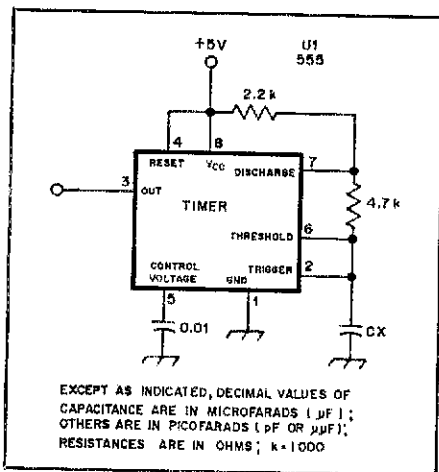 +5V
U1
555
2.2 k
4
8
RESET
VCC
DISCHARGE
7
3
OUT
TIMER
4.7 k
THRESHOLD
6
TRIGGER
2
CONTROL
VOLTAGE
GND
5
1
0.01
CX
EXCEPT AS INDICATED, DECIMAL VALUES OF
CAPACITANCE ARE IN MICROFARADS ( µF ) ;
OTHERS ARE IN PICOFARADS ( pF OR µµF);
RESISTANCES ARE IN OHMS ; k=1000